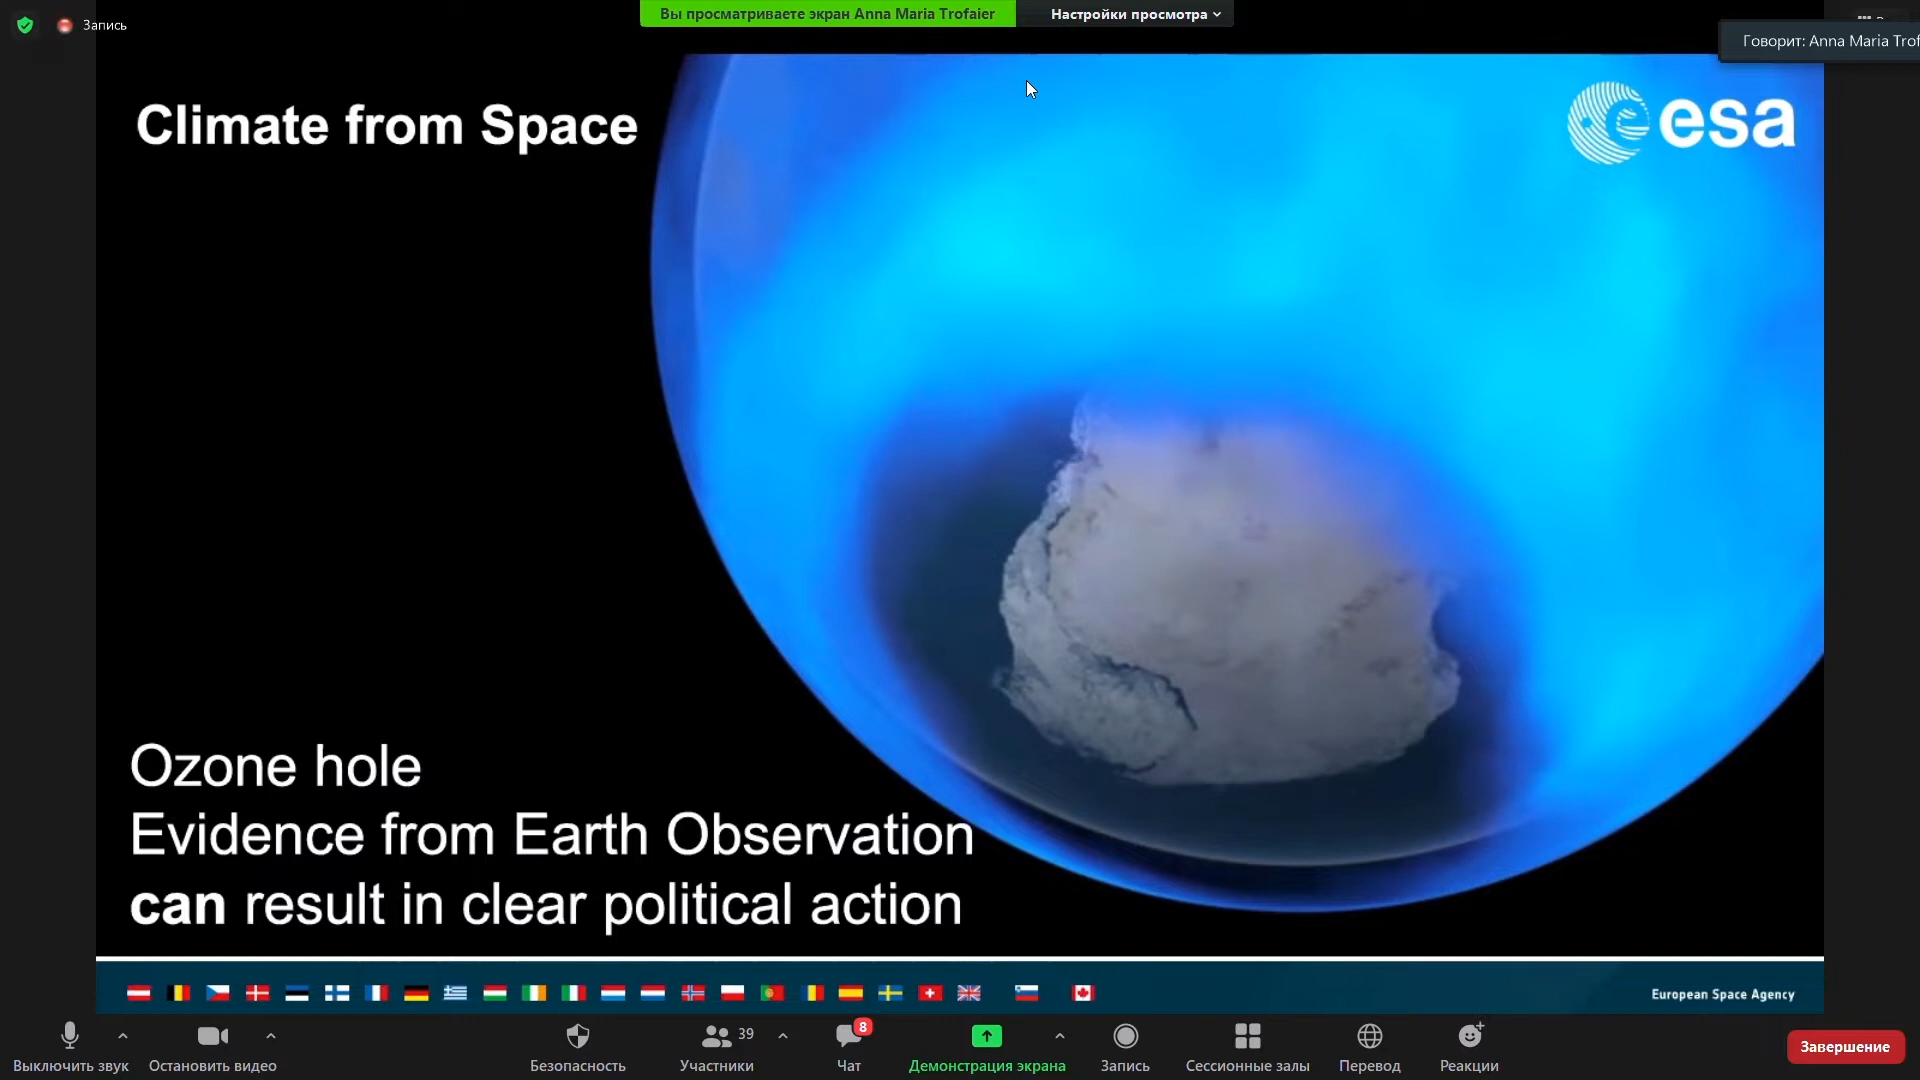 Запись
Вы просматриваете экран Anna Maria Trofaier
Настройки просмотра
Говорит: Anna Maria Trof
Climate from Space
esa
Ozone hole
Evidence from Earth Observation
can result in clear political action
European Space Agency
Выключить звук
Остановить видео
Безопасность
39
Участники
8
Чат
Демонстрация экрана
Запись
Сессионные залы
Перевод
Реакции
Завершение